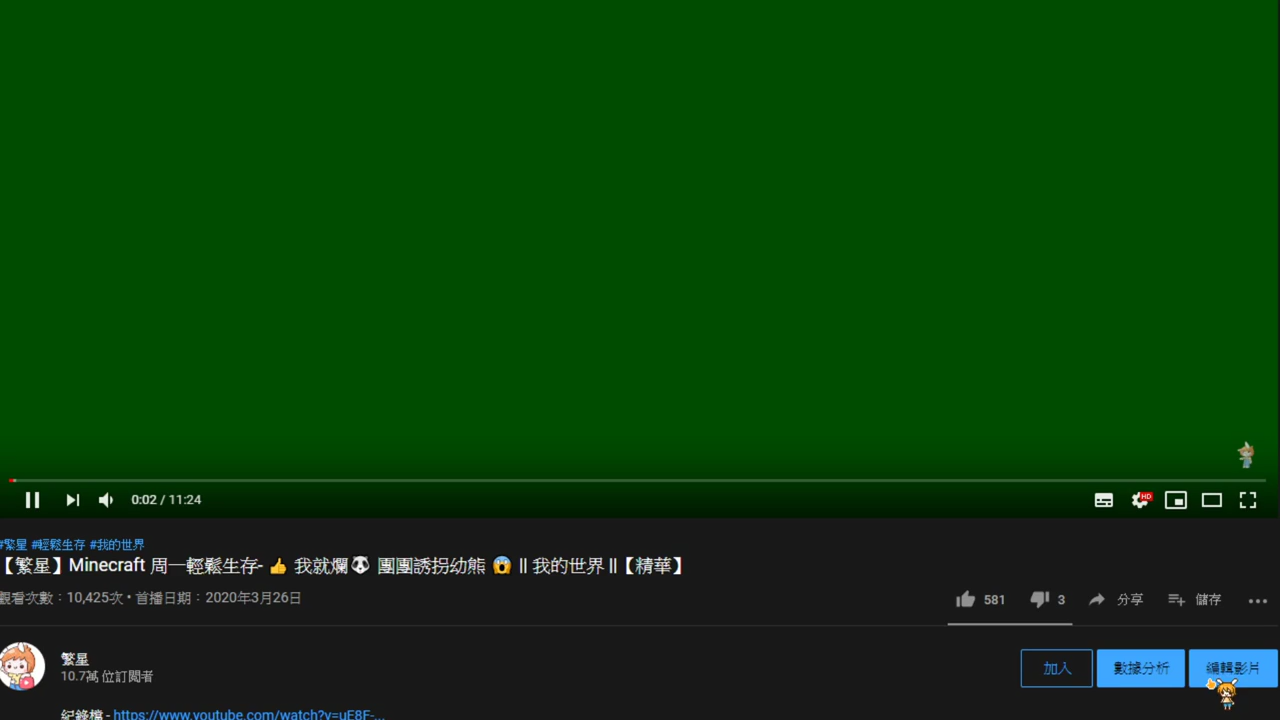 0:02 / 11:24
HD
#繁星 #輕鬆生存 #我的世界
【繁星】Minecraft 周一輕鬆生存- 👍 我就爛🐼 團團誘拐幼熊 😱 || 我的世界 ||【精華】
觀看次數：10,425次 • 首播日期：2020年3月26日
581
3
分享
儲存
繁星
10.7萬 位訂閱者
加入
數據分析
編輯影片
紀錄檔 - https://www.youtube.com/watch?v=uE8F-...